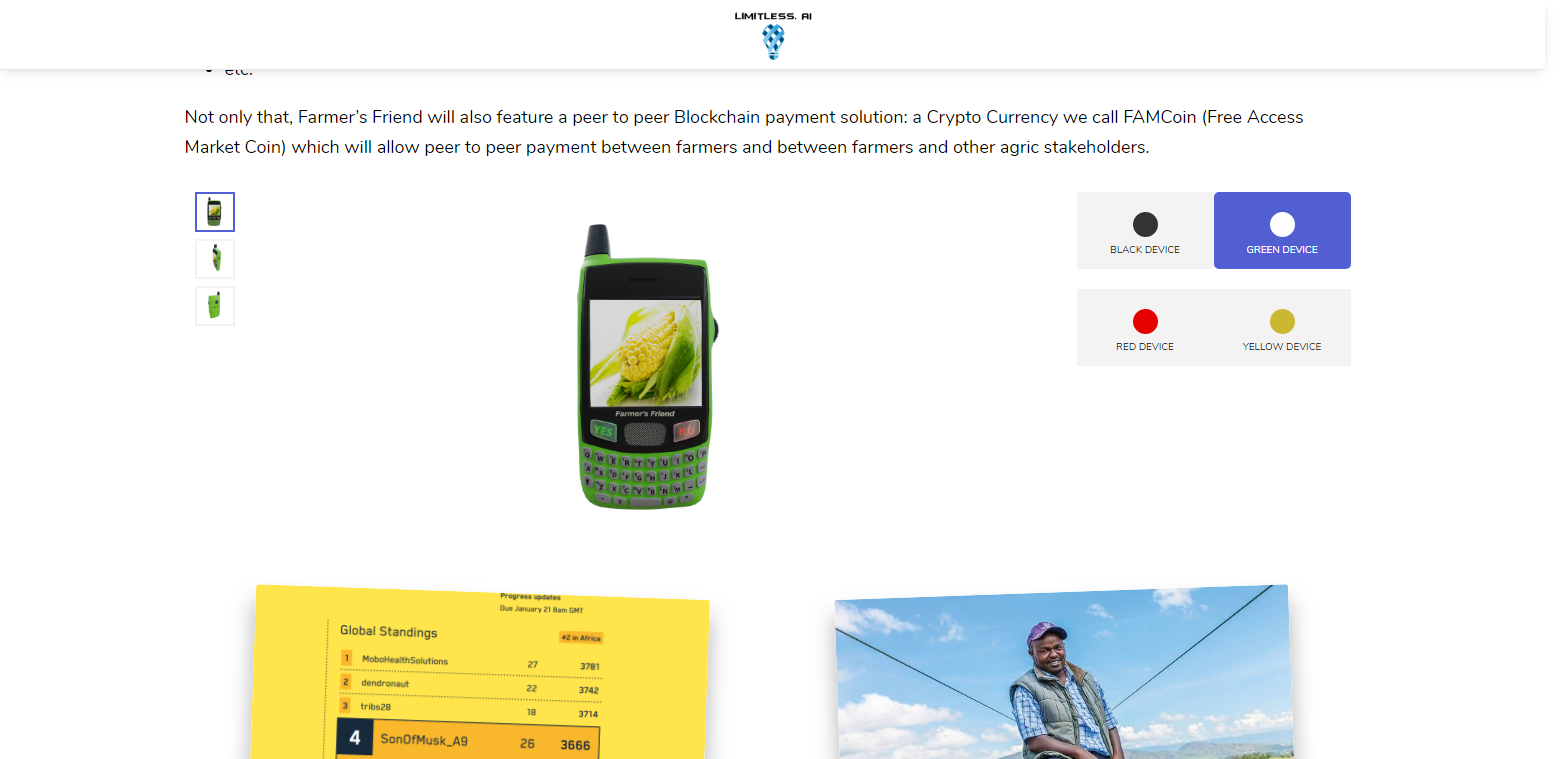 LIMITLESS. AI
etc.
Not only that, Farmer’s Friend will also feature a peer to peer Blockchain payment solution: a Crypto Currency we call FAMCoin (Free Access
Market Coin) which will allow peer to peer payment between farmers and between farmers and other agric stakeholders.
BLACK DEVICE
GREEN DEVICE
RED DEVICE
YELLOW DEVICE
Farmer's Friend
YES
NO
Q W E R T Y U I O P
A S D F G H J K L
Z X C V B N M
Progress updates
Due January 21 8am GMT
Global Standings
#2 in Africa
1 MoboHealthSolutions 27 3781
2 dendronaut 22 3742
3 tribs28 18 3714
4 SonOfMusk_A9 26 3666